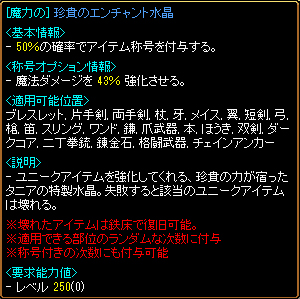 [魔力の] 珍貴のエンチャント水晶
<基本情報>
- 50%の確率でアイテム称号を付与する。
<称号オプション情報>
- 魔法ダメージを 43% 強化させる。
<適用可能位置>
ブレスレット, 片手剣, 両手剣, 杖, 牙, メイス, 翼, 短剣, 弓,
槍, 笛, スリング, ワンド, 鎌, 爪武器, 本, ほうき, 双剣, ダー
クコア, 二丁拳銃, 錬金石, 格闘武器, チェインアンカー
<説明>
- ユニークアイテムを強化してくれる、珍貴の力が宿った
タニアの特製水晶。失敗すると該当のユニークアイテム
は壊れる。
※壊れたアイテムは鉄床で復旧可能。
※適用できる部位のランダムな次数に付与
※称号付きの次数にも付与可能
<要求能力値>
- レベル 250(0)